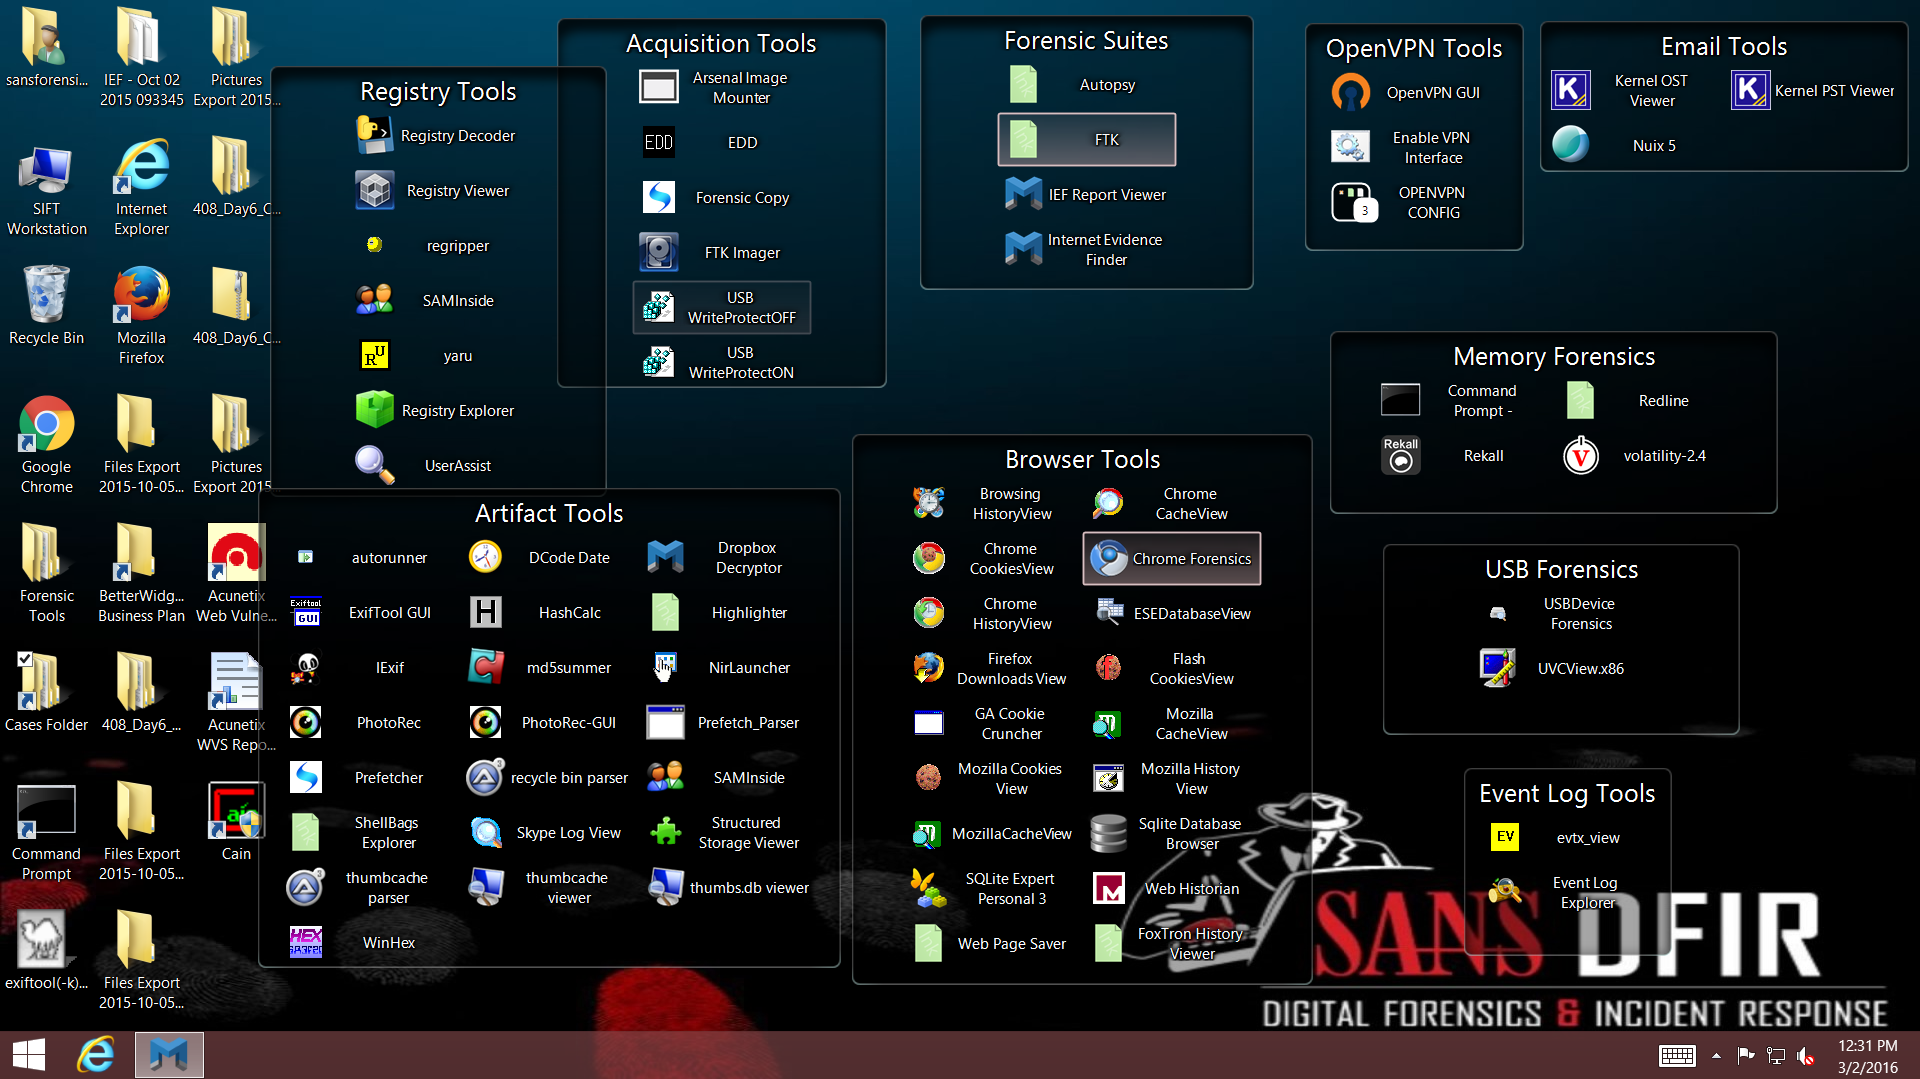 sansforensi...
IEF - Oct 02
2015 093345
Pictures
Export 2015...
SIFT
Workstation
Internet
Explorer
408_Day6_C...
Recycle Bin
Mozilla
Firefox
408_Day6_C...
Google
Chrome
Files Export
2015-10-05...
Pictures
Export 2015
Forensic
Tools
BetterWidg...
Business Plan
Acunetix
Web Vulne...
Cases Folder
408_Day6_...
Acunetix
WVS Repo...
Command
Prompt
Files Export
2015-10-05...
Cain
exiftool(-k)...
Files Export
2015-10-05...
Registry Tools
Registry Decoder
Registry Viewer
regripper
SAMInside
RU
yaru
Registry Explorer
UserAssist
Acquisition Tools
Arsenal Image
Mounter
EDD
EDD
Forensic Copy
FTK Imager
USB
WriteProtectOFF
USB
WriteProtectON
Forensic Suites
Autopsy
FTK
IEF Report Viewer
Internet Evidence
Finder
OpenVPN Tools
OpenVPN GUI
Enable VPN
Interface
OPENVPN
CONFIG
3
Email Tools
K
Kernel OST
Viewer
K
Kernel PST Viewer
Nuix 5
Artifact Tools
autorunner
DCode Date
Dropbox
Decryptor
Exiftool
GUI
ExifTool GUI
H
HashCalc
Highlighter
IExif
md5summer
NirLauncher
PhotoRec
PhotoRec-GUI
Prefetch_Parser
Prefetcher
3
recycle bin parser
SAMInside
ShellBags
Explorer
Skype Log View
Structured
Storage Viewer
3
thumbcache
parser
thumbcache
viewer
thumbs.db viewer
HEX
WinHex
Browser Tools
Browsing
HistoryView
Chrome
CacheView
Chrome
CookiesView
Chrome Forensics
Chrome
HistoryView
ESEDatabaseView
Firefox
Downloads View
Flash
CookiesView
GA Cookie
Cruncher
Mozilla
CacheView
Mozilla Cookies
View
Mozilla History
View
MozillaCacheView
Sqlite Database
Browser
SQLite Expert
Personal 3
Web Historian
Web Page Saver
FoxTron History
Viewer
Memory Forensics
Command
Prompt -
Redline
Rekall
Rekall
V
volatility-2.4
USB Forensics
USBDevice
Forensics
UVCView.x86
Event Log Tools
EV
evtx_view
Event Log
Explorer
SANS DFIR
DIGITAL FORENSICS & INCIDENT RESPONSE
12:31 PM
3/2/2016